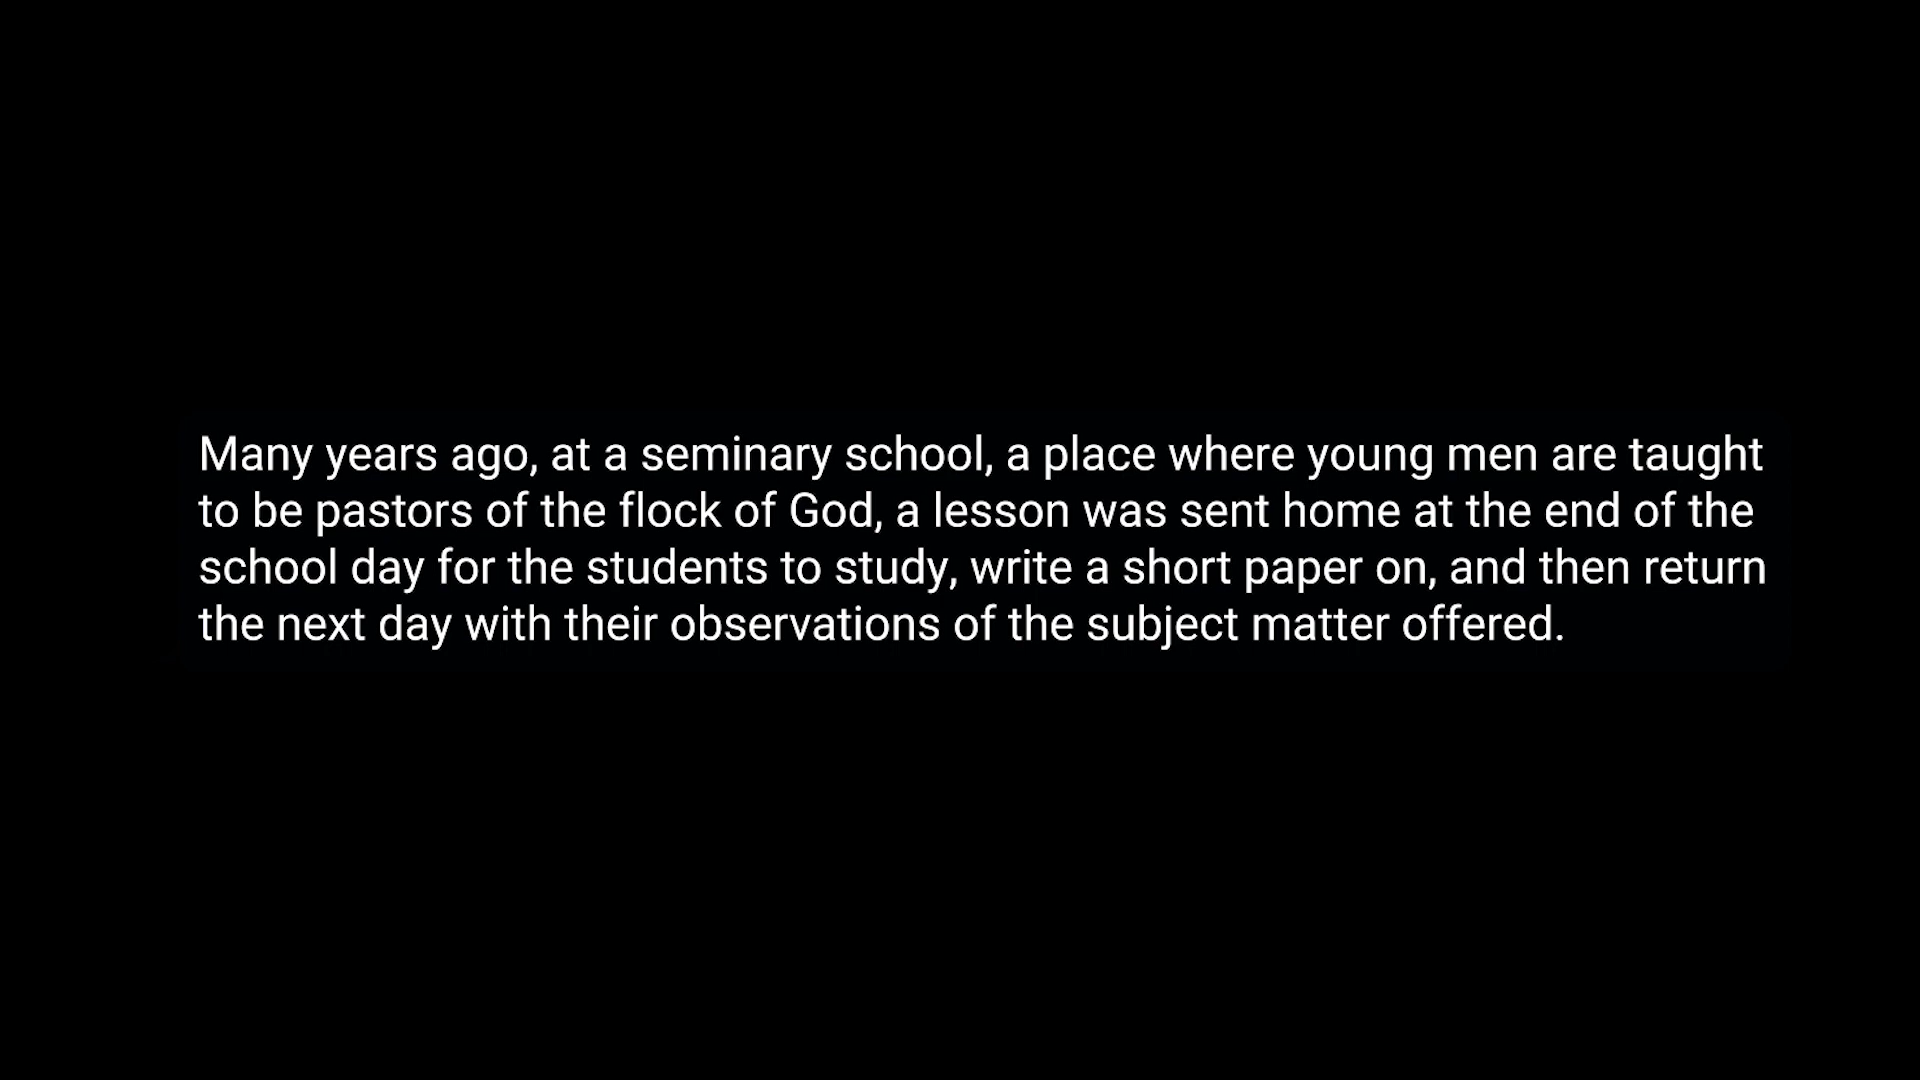 Many years ago, at a seminary school, a place where young men are taught
to be pastors of the flock of God, a lesson was sent home at the end of the
school day for the students to study, write a short paper on, and then return
the next day with their observations of the subject matter offered.